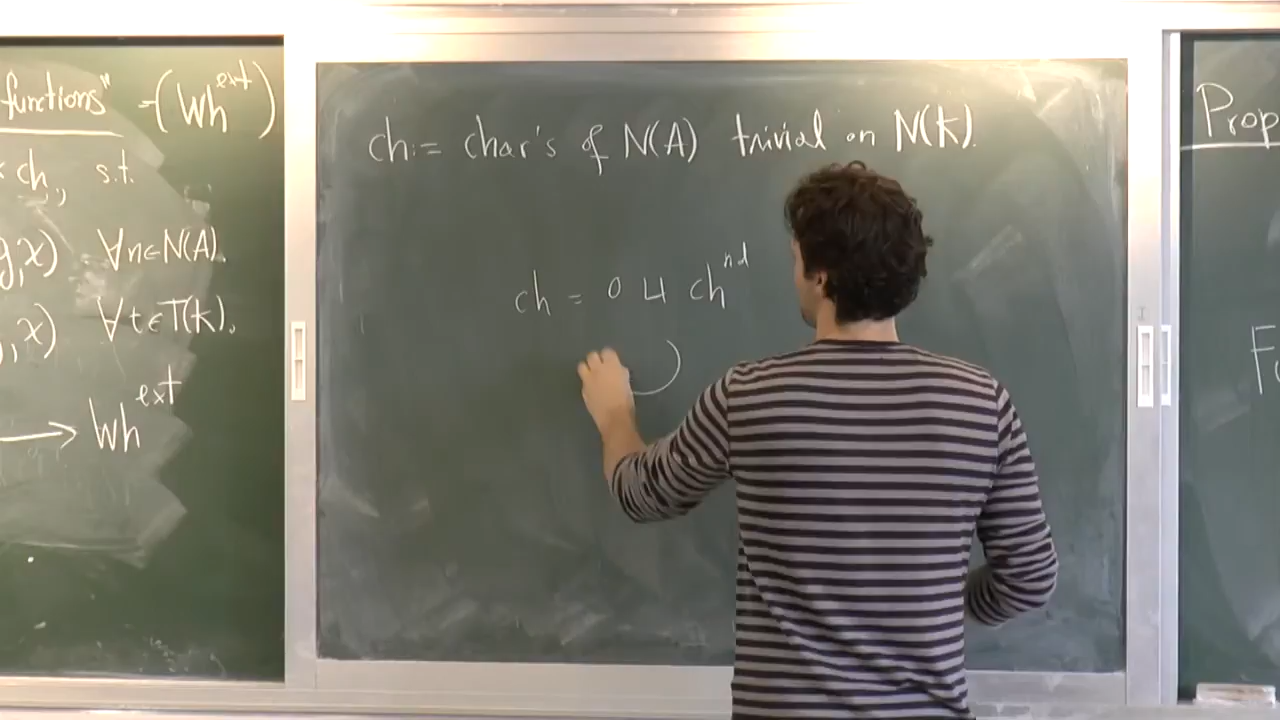 functions" -(Wh^ext)
ch, s.t.
g,χ) ∀n∈N(A).
,χ) ∀t∈T(k).
→ Wh^ext
ch:= char's of N(A) trivial on N(k).
ch = 0 ⊔ ch^nd
Prop
F